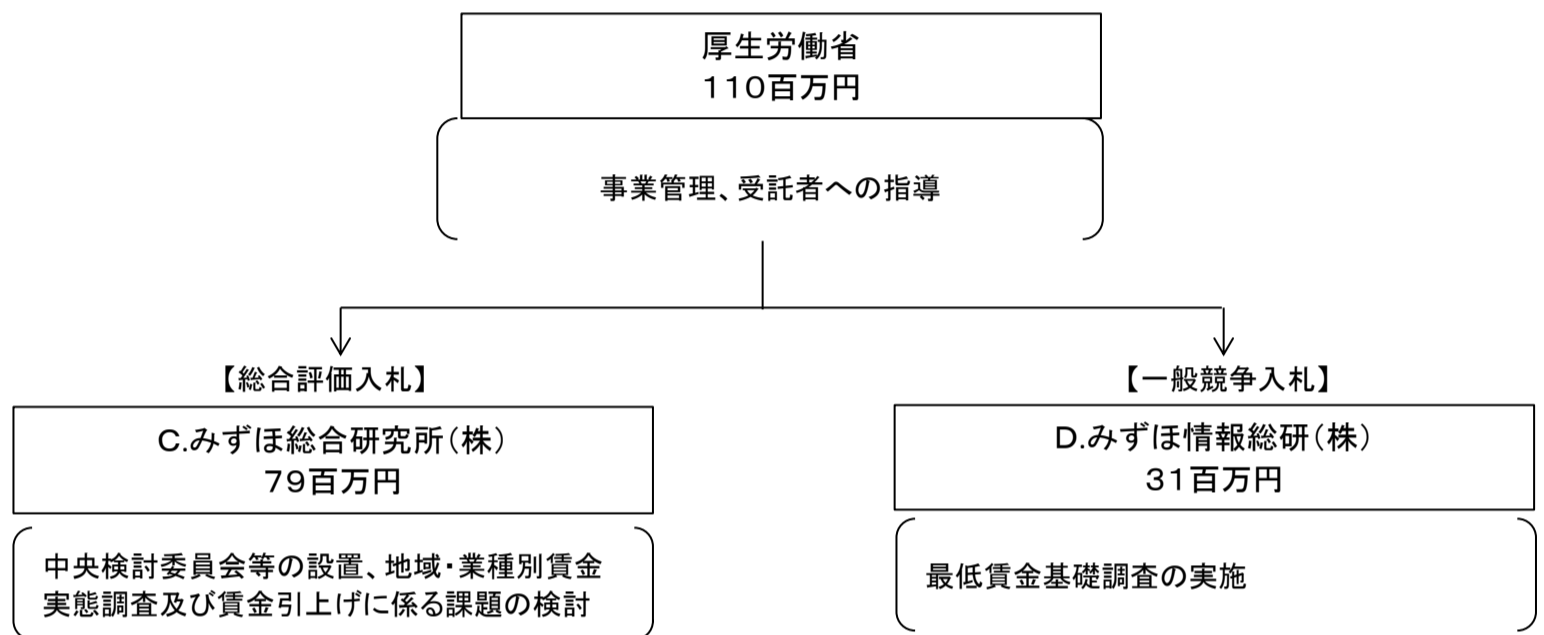 厚生労働省
110百万円
事業管理、受託者への指導
【総合評価入札】
C.みずほ総合研究所（株）
79百万円
中央検討委員会等の設置、地域・業種別賃金
実態調査及び賃金引上げに係る課題の検討
【一般競争入札】
D.みずほ情報総研（株）
31百万円
最低賃金基礎調査の実施